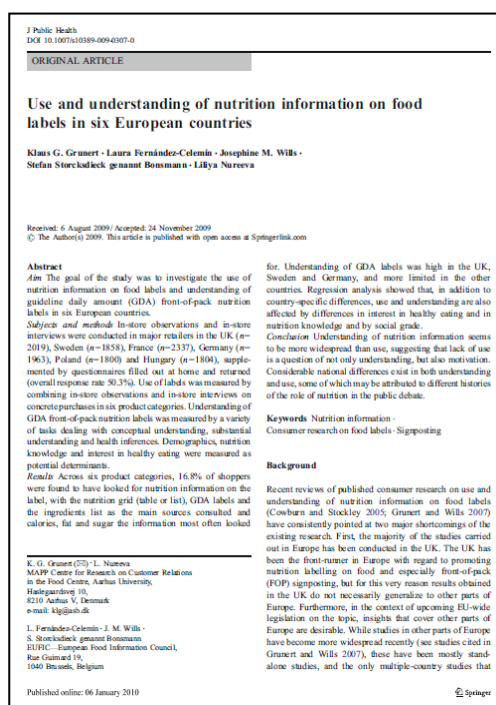 J Public Health
DOI 10.1007/s10389-009-0307-0
ORIGINAL ARTICLE
Use and understanding of nutrition information on food
labels in six European countries
Klaus G. Grunert · Laura Fernández-Celemín · Josephine M. Wills ·
Stefan Storcksdieck genannt Bonsmann · Liliya Nureeva
Received: 6 August 2009 / Accepted: 24 November 2009
© The Author(s) 2009. This article is published with open access at Springerlink.com
Abstract
Aim The goal of the study was to investigate the use of
nutrition information on food labels and understanding of
guideline daily amount (GDA) front-of-pack nutrition
labels in six European countries.
Subjects and methods In-store observations and in-store
interviews were conducted in major retailers in the UK (n=
2019), Sweden (n=1858), France (n=2337), Germany (n=
1963), Poland (n=1800) and Hungary (n=1804), supple-
mented by questionnaires filled out at home and returned
(overall response rate 50.3%). Use of labels was measured by
combining in-store observations and in-store interviews on
concrete purchases in six product categories. Understanding of
GDA front-of-pack nutrition labels was measured by a variety
of tasks dealing with conceptual understanding, substantial
understanding and health inferences. Demographics, nutrition
knowledge and interest in healthy eating were measured as
potential determinants.
Results Across six product categories, 16.8% of shoppers
were found to have looked for nutrition information on the
label, with the nutrition grid (table or list), GDA labels and
the ingredients list as the main sources consulted and
calories, fat and sugar the information most often looked
for. Understanding of GDA labels was high in the UK,
Sweden and Germany, and more limited in the other
countries. Regression analysis showed that, in addition to
country-specific differences, use and understanding are also
affected by differences in interest in healthy eating and in
nutrition knowledge and by social grade.
Conclusion Understanding of nutrition information seems
to be more widespread than use, suggesting that lack of use
is a question of not only understanding, but also motivation.
Considerable national differences exist in both understanding
and use, some of which may be attributed to different histories
of the role of nutrition in the public debate.
Keywords Nutrition information ·
Consumer research on food labels · Signposting
Background
Recent reviews of published consumer research on use and
understanding of nutrition information on food labels
(Cowburn and Stockley 2005; Grunert and Wills 2007)
have consistently pointed at two major shortcomings of the
existing research. First, the majority of the studies carried
out in Europe has been conducted in the UK. The UK has
been the front-runner in Europe with regard to promoting
nutrition labelling on food and especially front-of-pack
(FOP) signposting, but for this very reason results obtained
in the UK do not necessarily generalize to other parts of
Europe. Furthermore, in the context of upcoming EU-wide
legislation on the topic, insights that cover other parts of
Europe are desirable. While studies in other parts of Europe
have become more widespread recently (see studies cited in
Grunert and Wills 2007), these have been mostly stand-
alone studies, and the only multiple-country studies that
K. G. Grunert (✉) · L. Nureeva
MAPP Centre for Research on Customer Relations
in the Food Centre, Aarhus University,
Haslegaardsvej 10,
8210 Aarhus V, Denmark
e-mail: klg@asb.dk
L. Fernández-Celemín · J. M. Wills ·
S. Storcksdieck genannt Bonsmann
EUFIC—European Food Information Council,
Rue Guimard 19,
1040 Brussels, Belgium
Published online: 06 January 2010
Springer